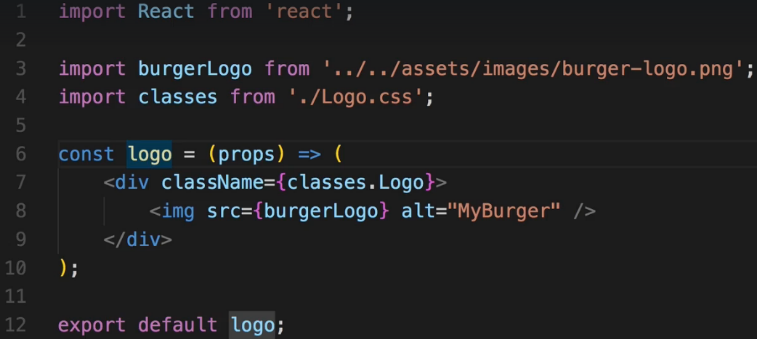 1 import React from 'react';
2
3 import burgerLogo from '../../assets/images/burger-logo.png';
4 import classes from './Logo.css';
5
6 const logo = (props) => (
7     <div className={classes.Logo}>
8         <img src={burgerLogo} alt="MyBurger" />
9     </div>
10 );
11
12 export default logo;